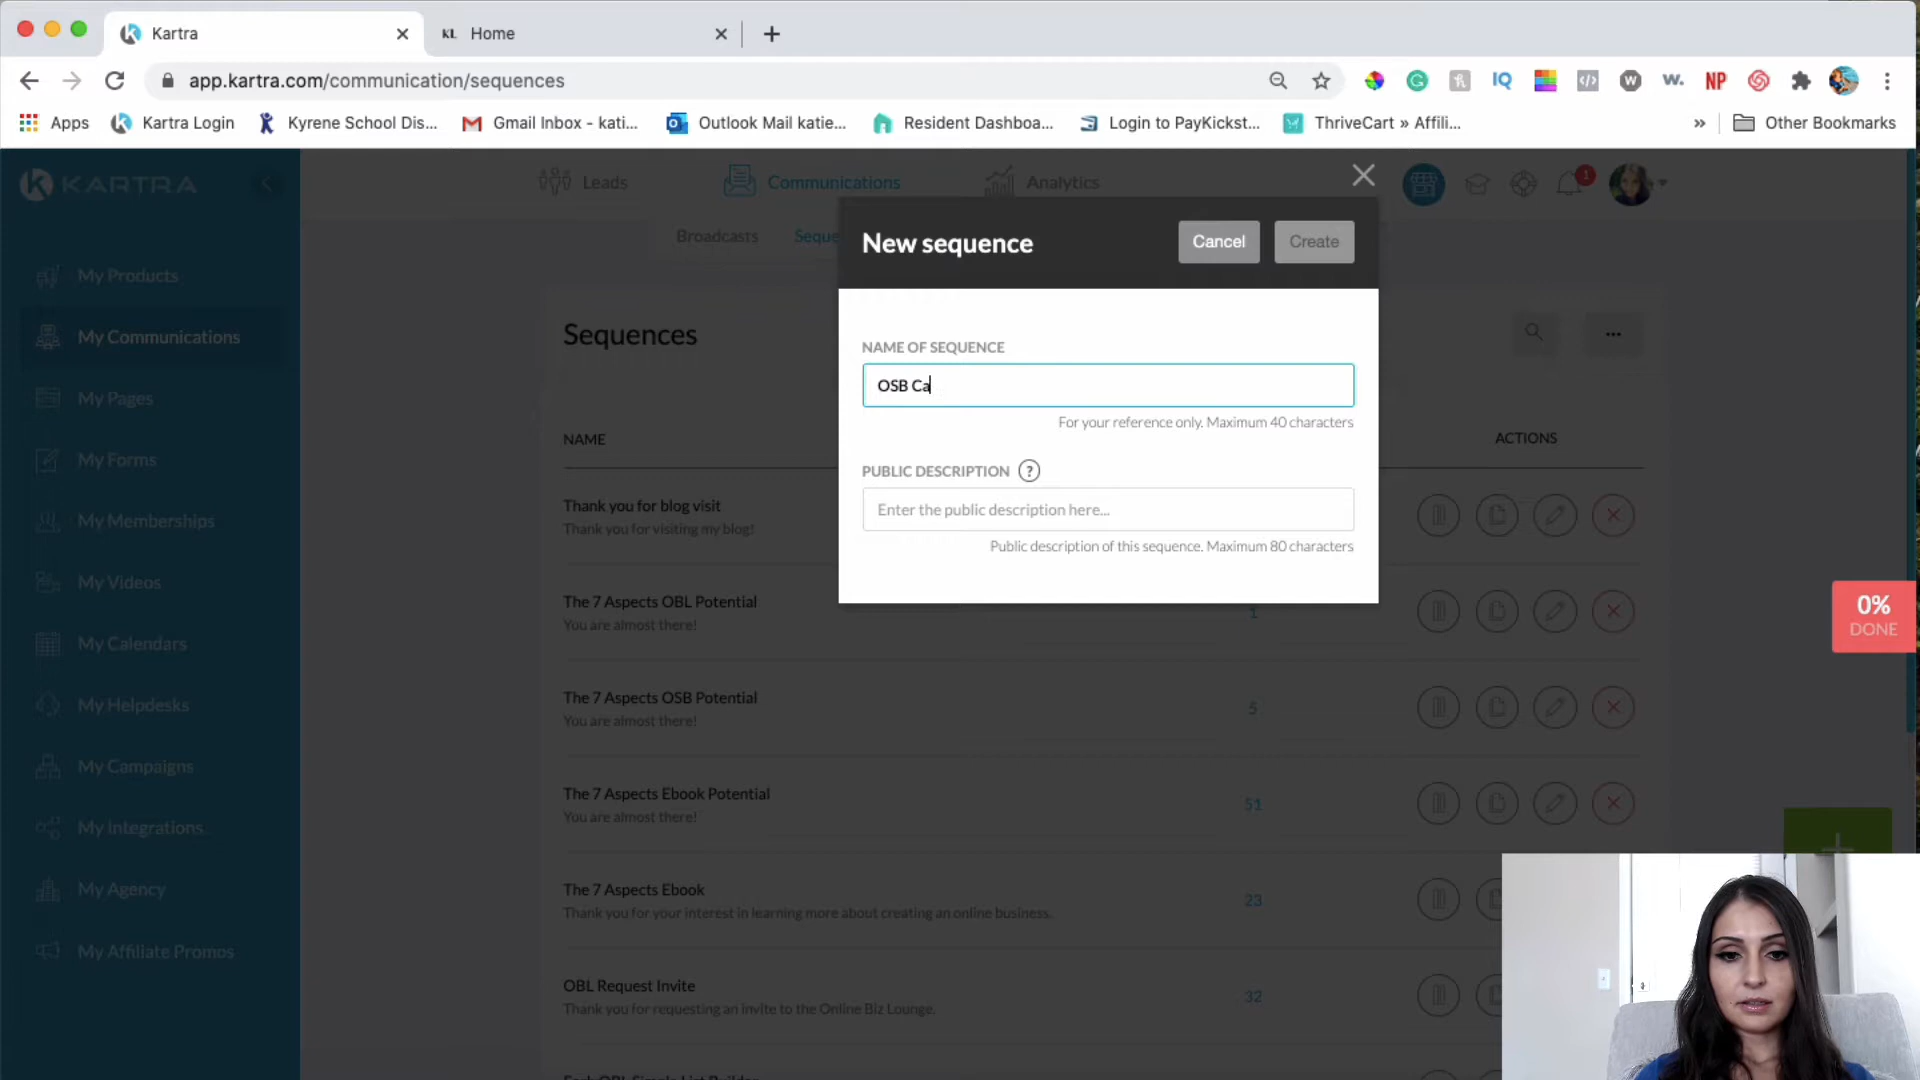 Kartra
KL Home
app.kartra.com/communication/sequences
IQ
W
w.
NP
Apps
Kartra Login
Kyrene School Dis...
Gmail Inbox - kati...
Outlook Mail katie...
Resident Dashboa...
Login to PayKickst...
ThriveCart » Affili...
»
Other Bookmarks
KARTRA
Leads
Communications
Analytics
1
Broadcasts
Seque
New sequence
Cancel
Create
My Products
My Communications
My Pages
My Forms
My Memberships
My Videos
My Calendars
My Helpdesks
My Campaigns
My Integrations
My Agency
My Affiliate Promos
Sequences
...
NAME OF SEQUENCE
OSB Ca
For your reference only. Maximum 40 characters
PUBLIC DESCRIPTION ?
Enter the public description here...
Public description of this sequence. Maximum 80 characters
NAME
ACTIONS
Thank you for blog visit
Thank you for visiting my blog!
The 7 Aspects OBL Potential
You are almost there!
1
The 7 Aspects OSB Potential
You are almost there!
5
The 7 Aspects Ebook Potential
You are almost there!
51
The 7 Aspects Ebook
Thank you for your interest in learning more about creating an online business.
23
OBL Request Invite
Thank you for requesting an invite to the Online Biz Lounge.
32
0%
DONE